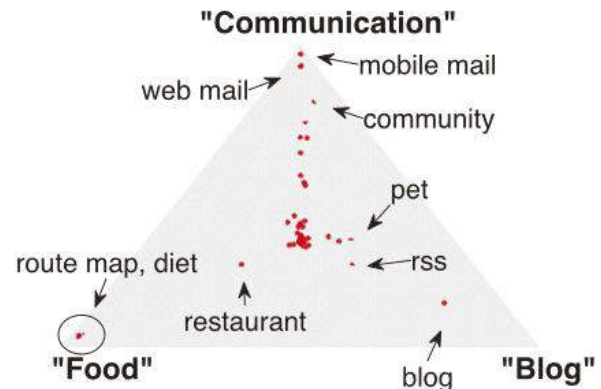 "Communication"
mobile mail
web mail
community
pet
route map, diet
rss
restaurant
"Food"
blog
"Blog"